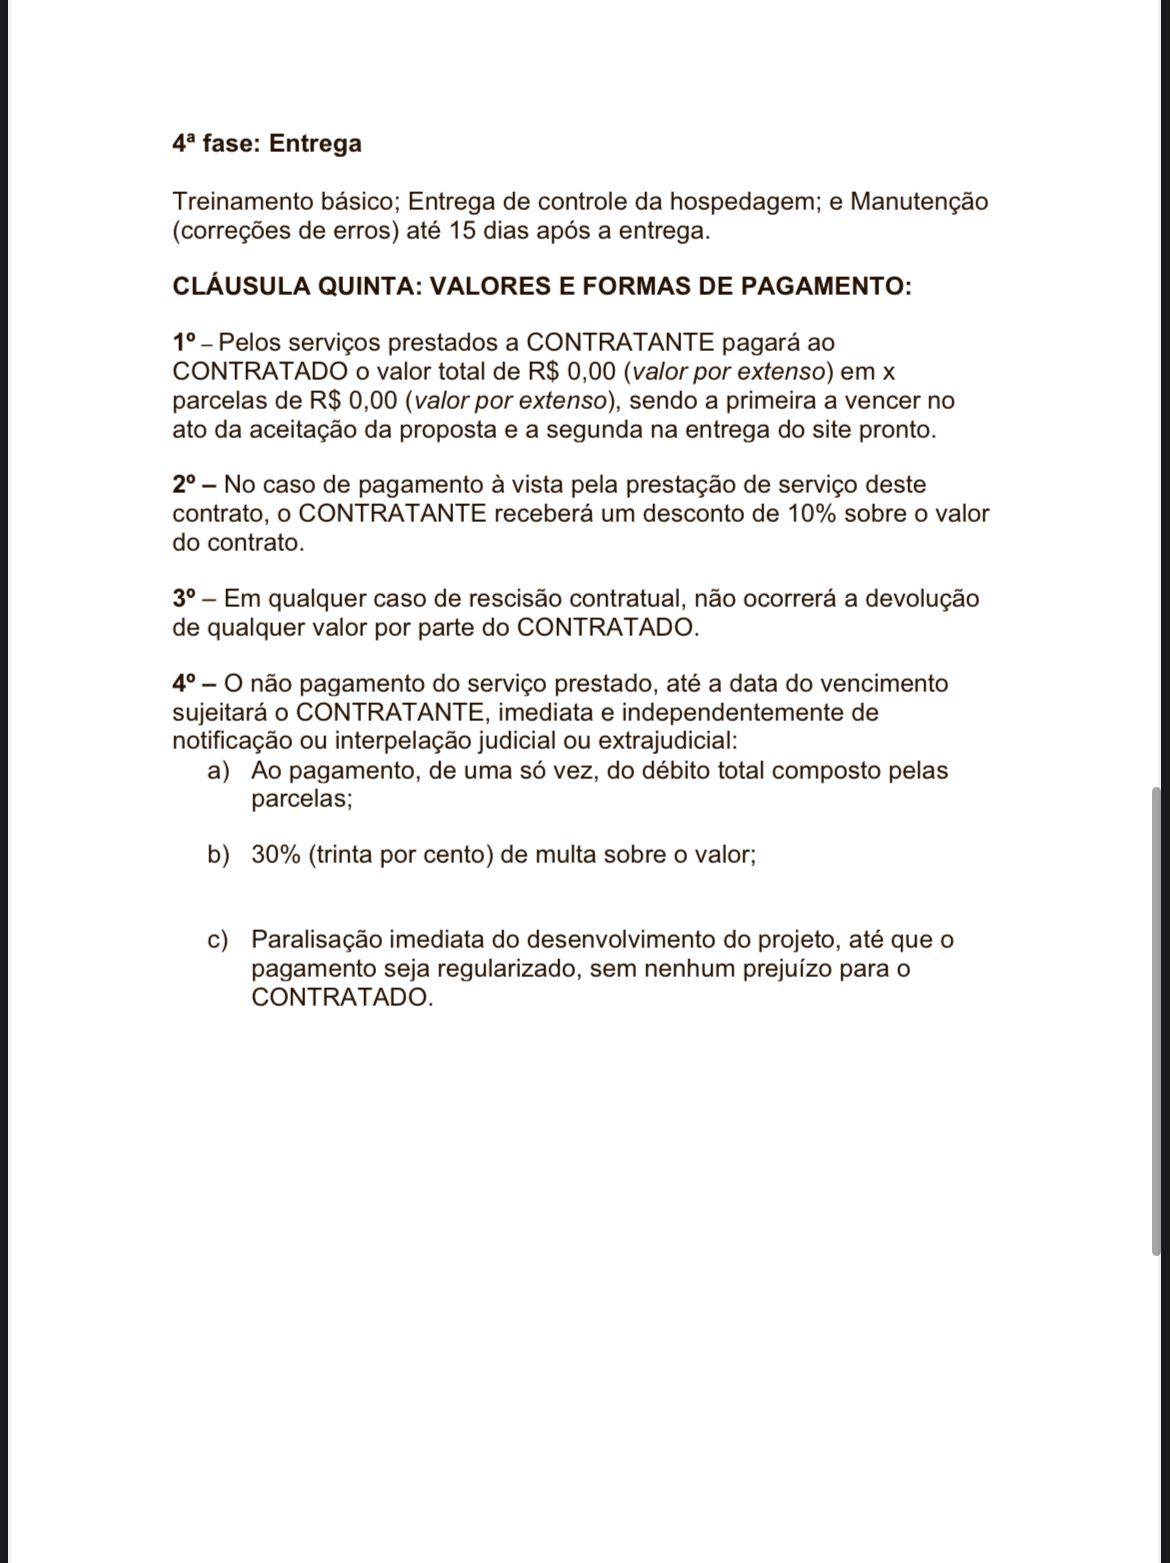 4ª fase: Entrega
Treinamento básico; Entrega de controle da hospedagem; e Manutenção
(correções de erros) até 15 dias após a entrega.
CLÁUSULA QUINTA: VALORES E FORMAS DE PAGAMENTO:
1º – Pelos serviços prestados a CONTRATANTE pagará ao
CONTRATADO o valor total de R$ 0,00 (valor por extenso) em x
parcelas de R$ 0,00 (valor por extenso), sendo a primeira a vencer no
ato da aceitação da proposta e a segunda na entrega do site pronto.
2º – No caso de pagamento à vista pela prestação de serviço deste
contrato, o CONTRATANTE receberá um desconto de 10% sobre o valor
do contrato.
3º – Em qualquer caso de rescisão contratual, não ocorrerá a devolução
de qualquer valor por parte do CONTRATADO.
4º – O não pagamento do serviço prestado, até a data do vencimento
sujeitará o CONTRATANTE, imediata e independentemente de
notificação ou interpelação judicial ou extrajudicial:
a) Ao pagamento, de uma só vez, do débito total composto pelas
parcelas;
b) 30% (trinta por cento) de multa sobre o valor;
c) Paralisação imediata do desenvolvimento do projeto, até que o
pagamento seja regularizado, sem nenhum prejuízo para o
CONTRATADO.